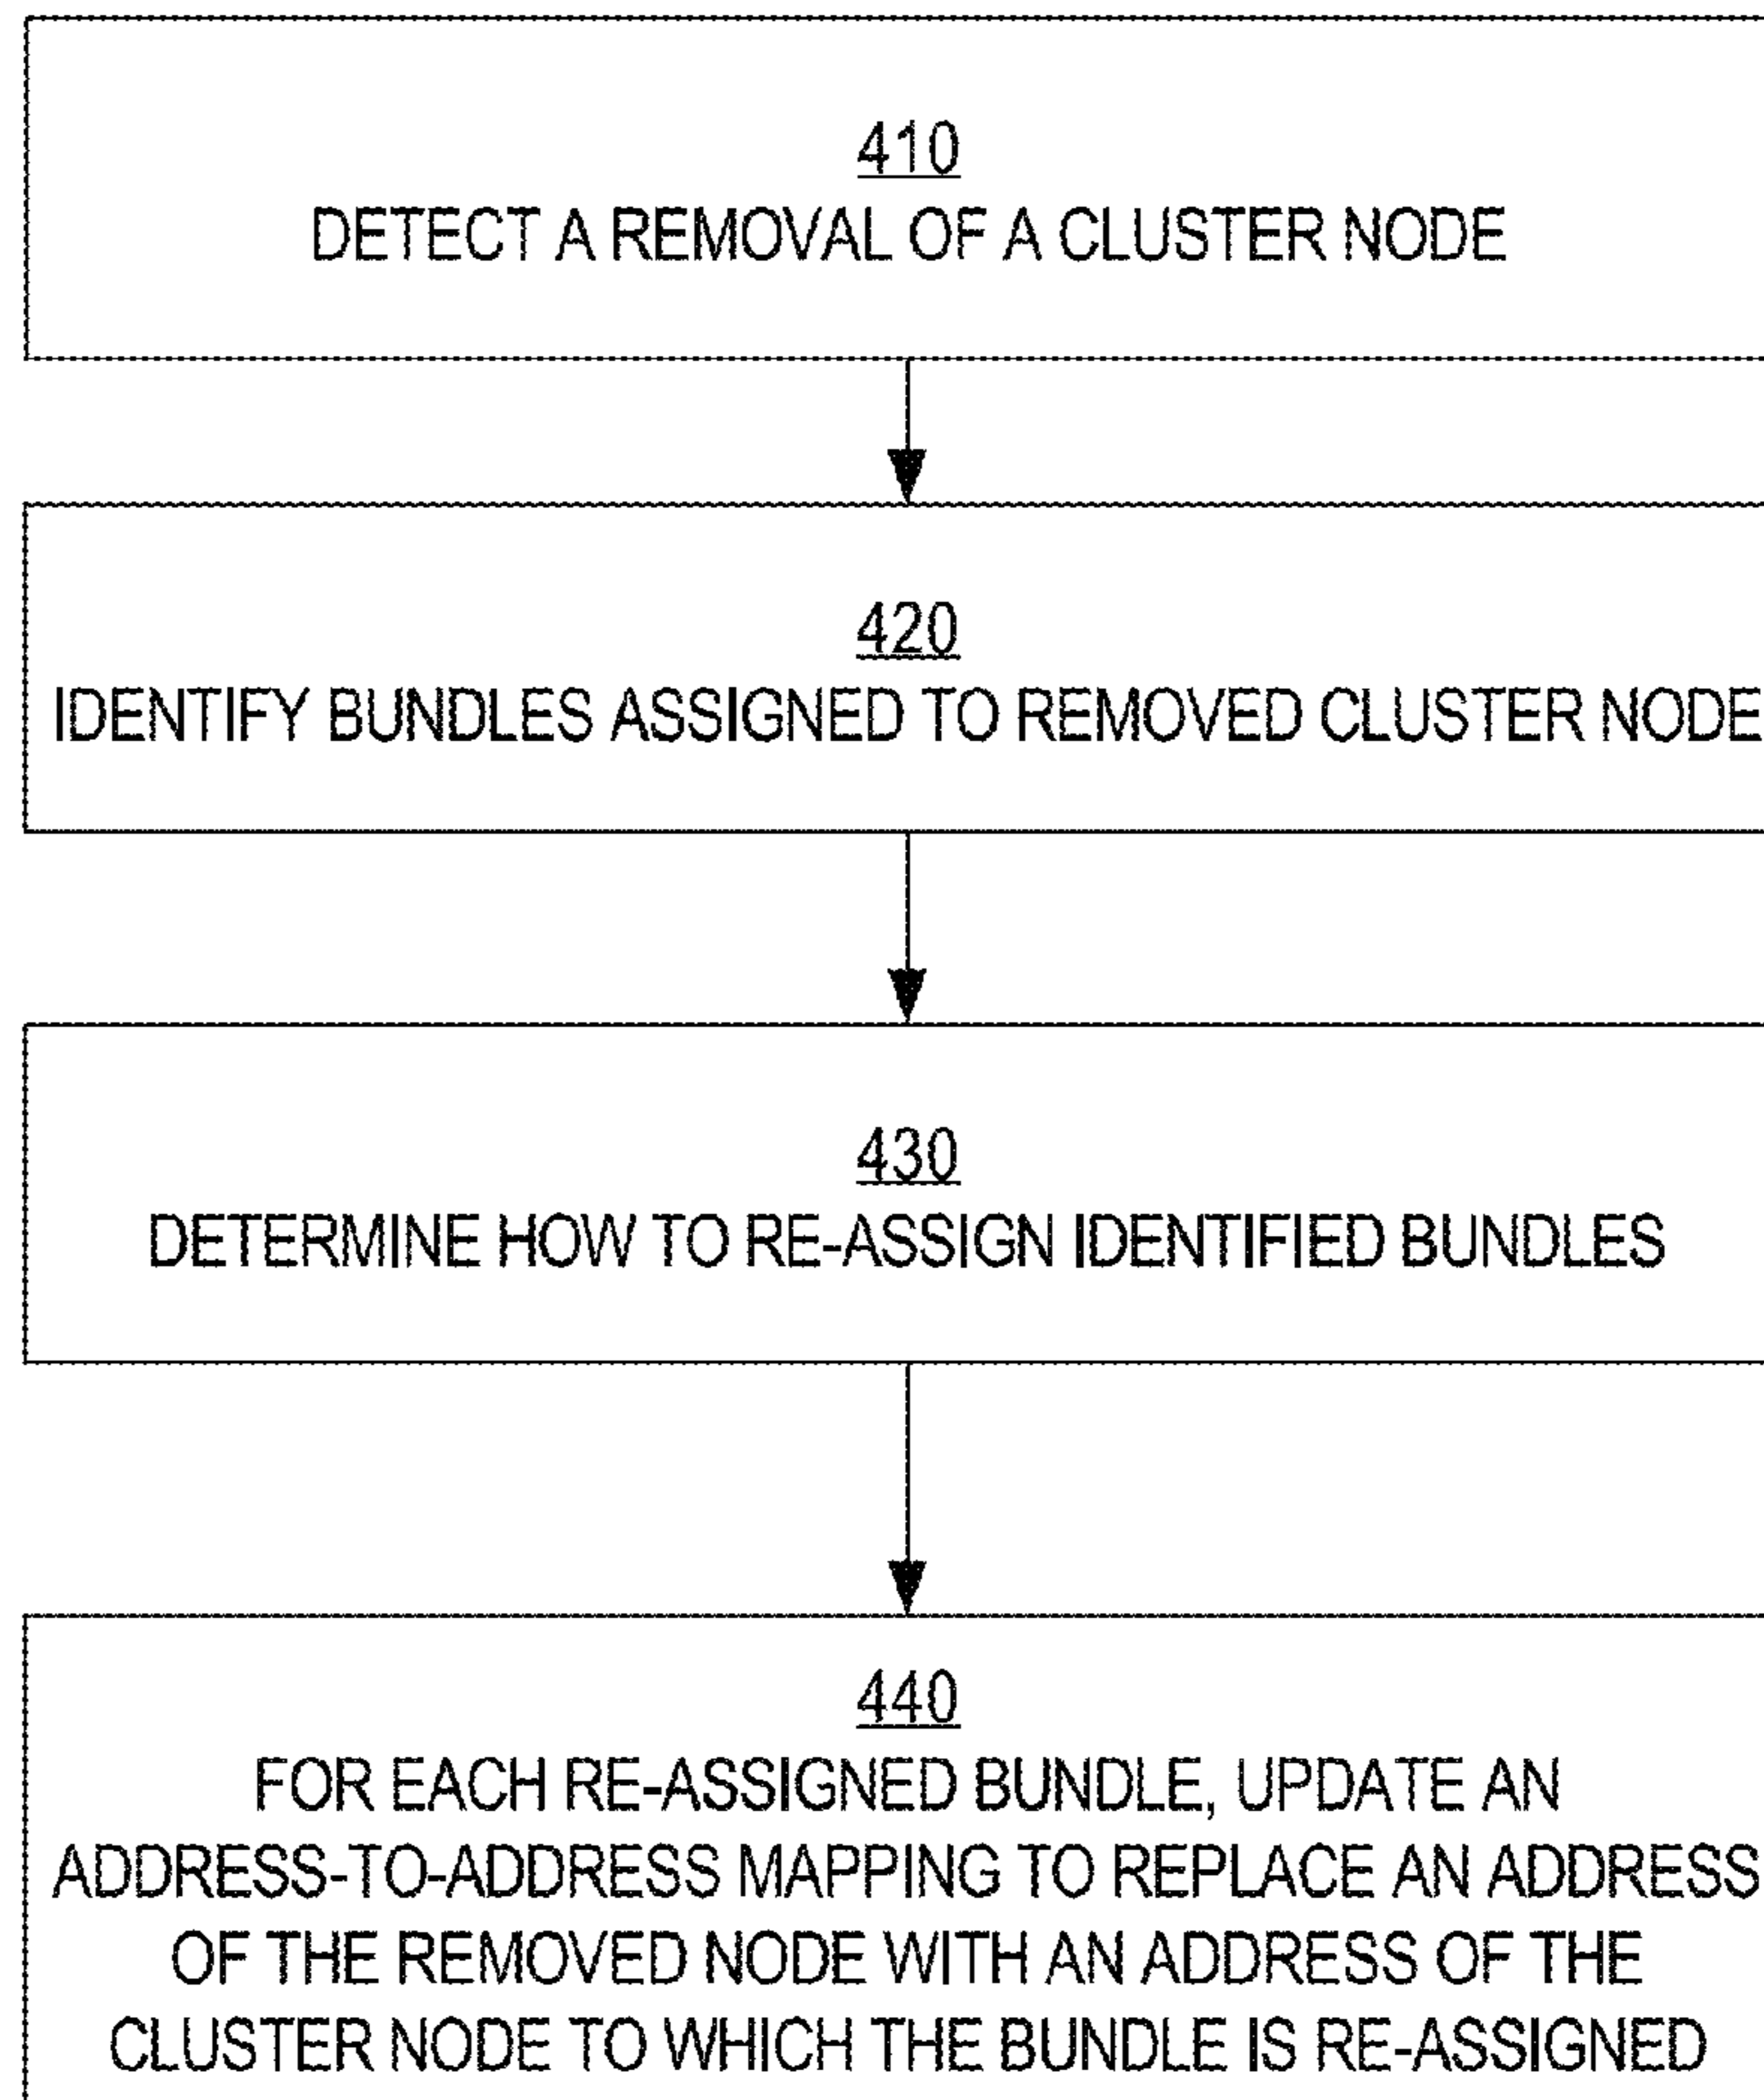 410
DETECT A REMOVAL OF A CLUSTER NODE
420
IDENTIFY BUNDLES ASSIGNED TO REMOVED CLUSTER NODE
430
DETERMINE HOW TO RE-ASSIGN IDENTIFIED BUNDLES
440
FOR EACH RE-ASSIGNED BUNDLE, UPDATE AN
ADDRESS-TO-ADDRESS MAPPING TO REPLACE AN ADDRESS
OF THE REMOVED NODE WITH AN ADDRESS OF THE
CLUSTER NODE TO WHICH THE BUNDLE IS RE-ASSIGNED